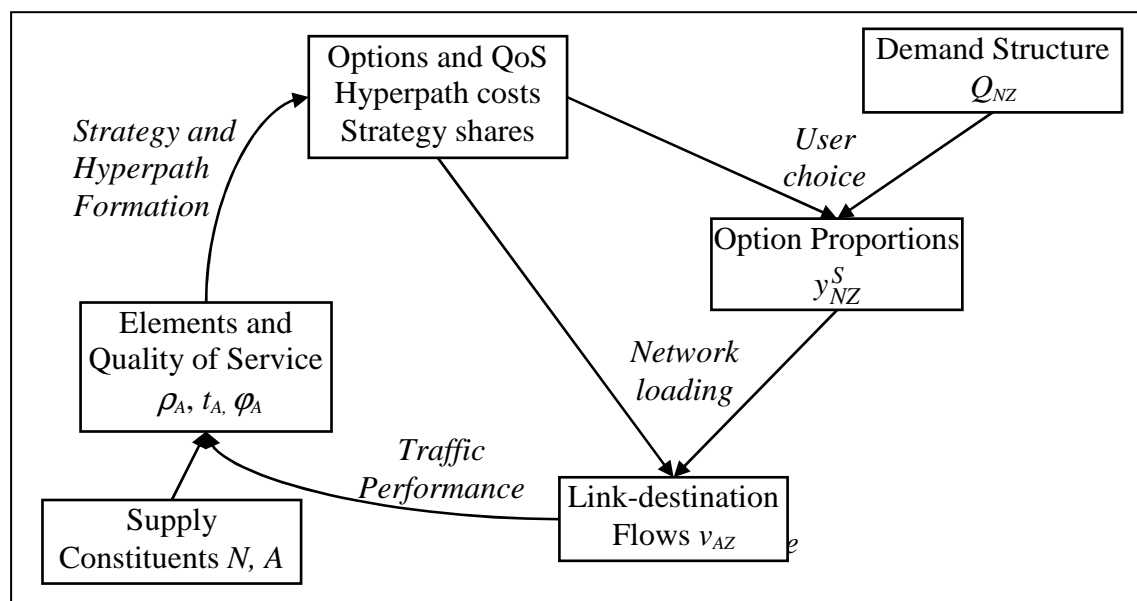 Options and QoS
Hyperpath costs
Strategy shares
Demand Structure
Q_NZ
Strategy and
Hyperpath
Formation
User
choice
Option Proportions
y^S_NZ
Elements and
Quality of Service
ρ_A, t_A, φ_A
Network
loading
Traffic
Performance
Supply
Constituents N, A
Link-destination
Flows v_AZ
e